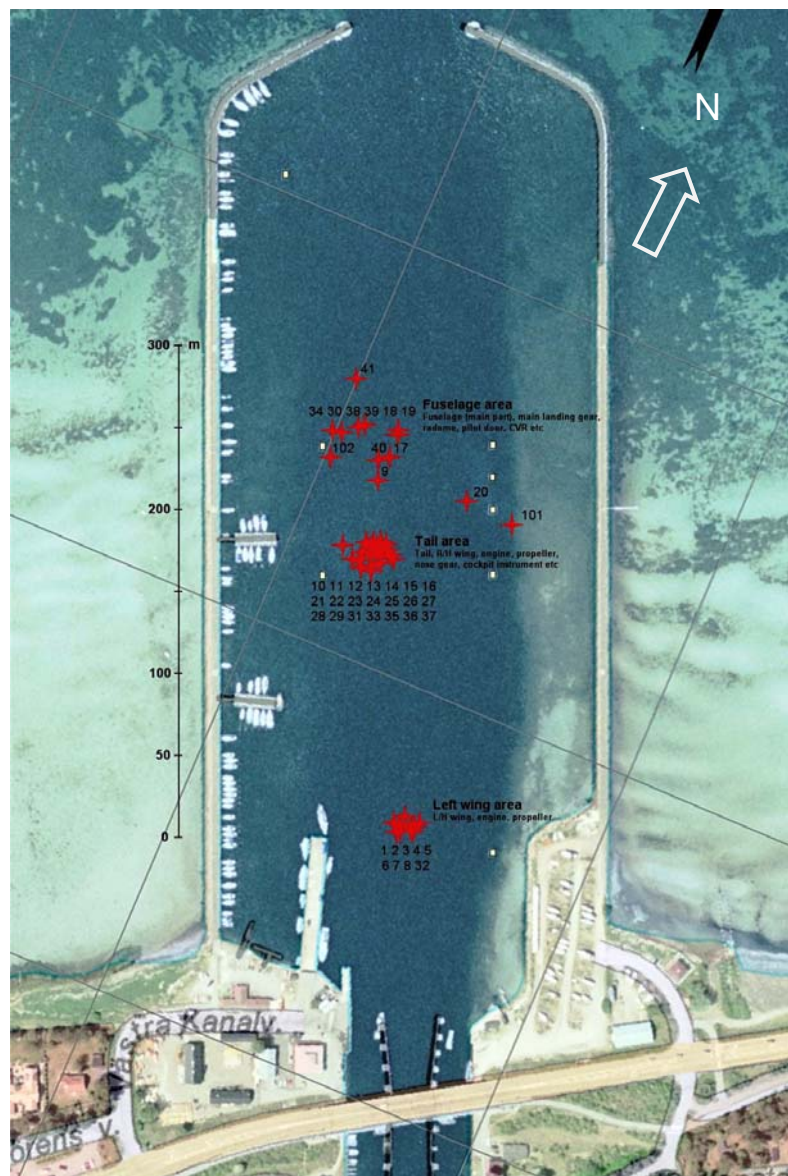 N
300 m
41
34 30 38 39 18 19
Fuselage area
Fuselage (main part), main landing gear,
radome, pilot door, CVR etc
102
40 17
9
20
200
101
Tail area
Tail, R/H wing, engine, propeller,
nose gear, cockpit instrument etc
10 11 12 13 14 15 16
21 22 23 24 25 26 27
28 29 31 33 35 36 37
100
50
Left wing area
L/H wing, engine, propeller
0
1 2 3 4 5
6 7 8 32
Västra Kanalv.
orens v.